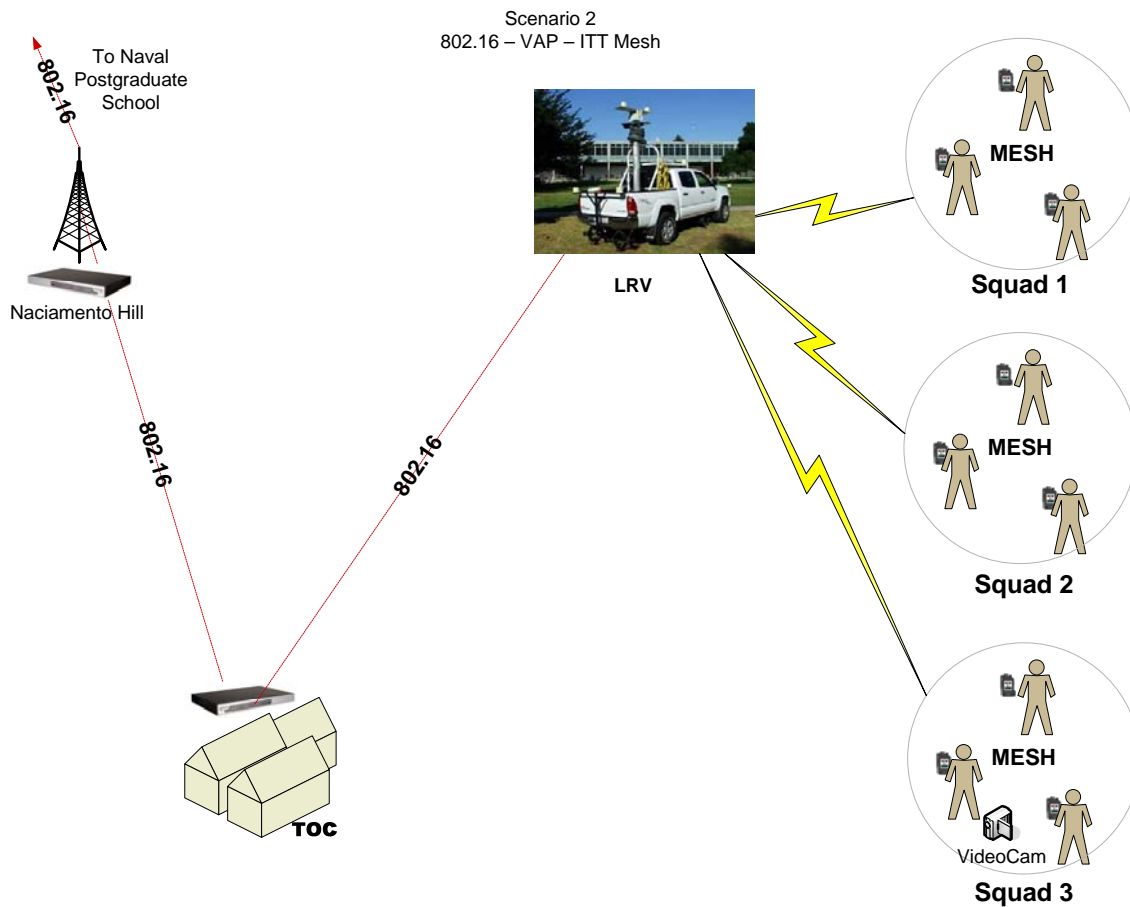 Scenario 2
802.16 – VAP – ITT Mesh
To Naval
Postgraduate
School
802.16
Naciamento Hill
802.16
802.16
TOC
LRV
MESH
Squad 1
MESH
Squad 2
MESH
VideoCam
Squad 3